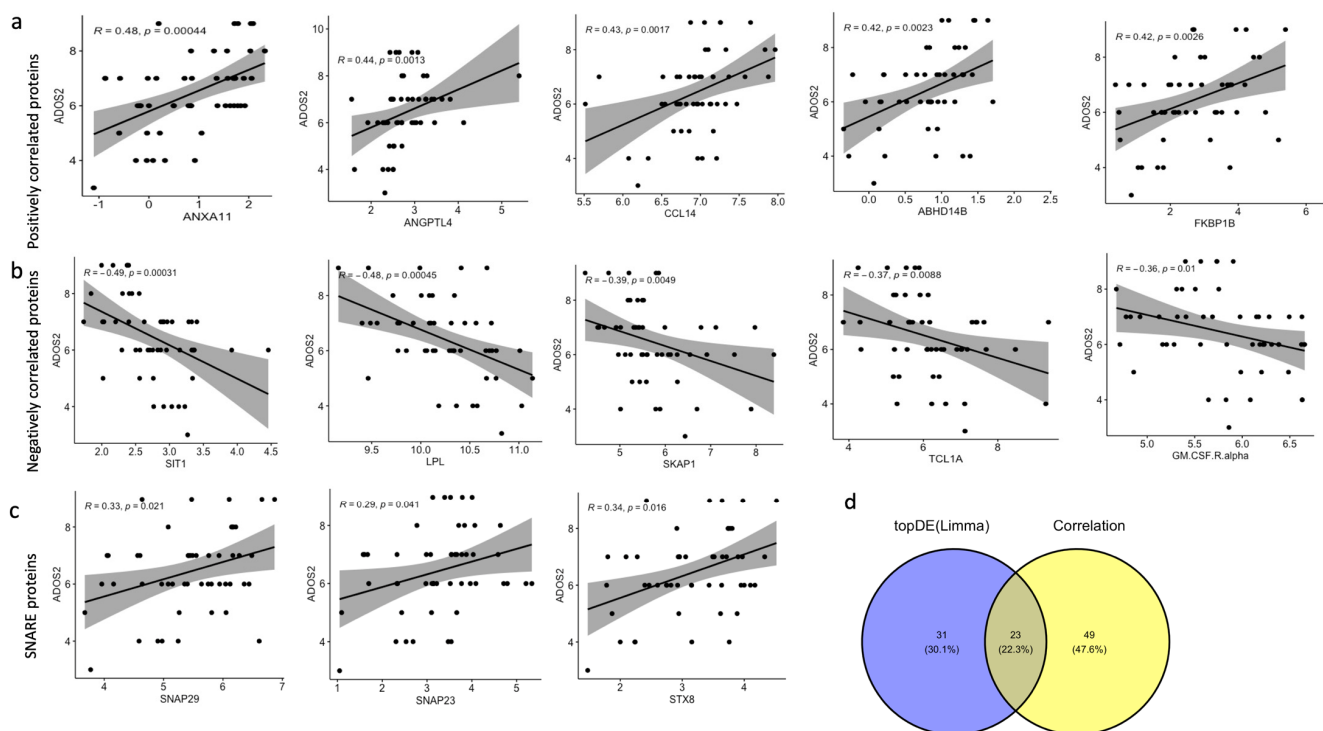 a
Positively correlated proteins
R = 0.48, p = 0.00044
ADOS2
8
6
4
-1
0
1
2
ANXA11
R = 0.44, p = 0.0013
ADOS2
10
9
8
7
6
5
4
3
2
3
4
5
ANGPTL4
R = 0.43, p = 0.0017
ADOS2
8
6
4
5.5
6.0
6.5
7.0
7.5
8.0
CCL14
R = 0.42, p = 0.0023
ADOS2
8
6
4
0.0
0.5
1.0
1.5
2.0
2.5
ABHD14B
R = 0.42, p = 0.0026
ADOS2
8
6
4
2
4
6
FKBP1B
b
Negatively correlated proteins
R = −0.49, p = 0.00031
ADOS2
8
6
4
2.0
2.5
3.0
3.5
4.0
4.5
SIT1
R = −0.48, p = 0.00045
ADOS2
8
6
4
9.5
10.0
10.5
11.0
LPL
R = −0.39, p = 0.0049
ADOS2
8
6
4
5
6
7
8
SKAP1
R = −0.37, p = 0.0088
ADOS2
8
6
4
4
6
8
TCL1A
R = −0.36, p = 0.01
ADOS2
8
6
4
5.0
5.5
6.0
6.5
GM.CSF.R.alpha
c
SNARE proteins
R = 0.33, p = 0.021
ADOS2
8
6
4
4
5
6
7
SNAP29
R = 0.29, p = 0.041
ADOS2
8
6
4
1
2
3
4
5
SNAP23
R = 0.34, p = 0.016
ADOS2
8
6
4
2
3
4
STX8
d
topDE(Limma)
Correlation
31
(30.1%)
23
(22.3%)
49
(47.6%)